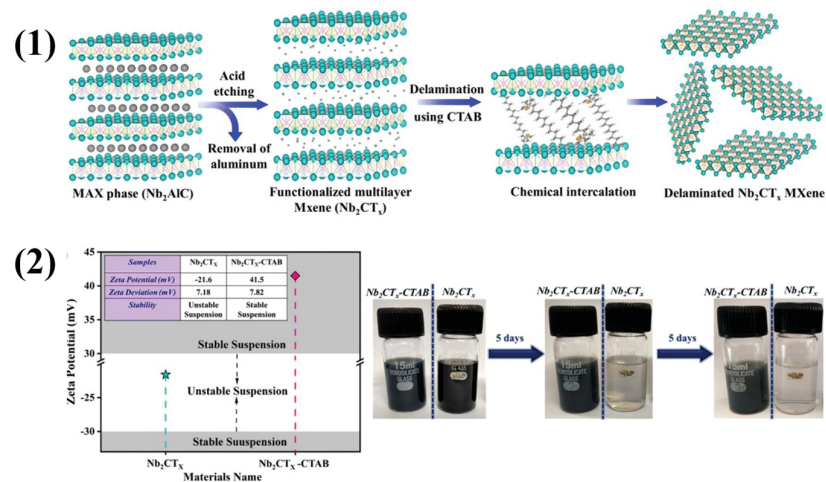 (1)
Acid
etching
Removal of
aluminum
Delamination
using CTAB
MAX phase (Nb₂AlC)
Functionalized multilayer
Mxene (Nb₂CTₓ)
Chemical intercalation
Delaminated Nb₂CTₓ MXene
(2)
Zeta Potential (mV)
45
40
35
30
-25
-30
Samples Nb₂CTₓ Nb₂CTₓ-CTAB
Zeta Potential (mV) -21.6 41.5
Zeta Deviation (mV) 7.18 7.82
Stability Unstable Suspension Stable Suspension
Stable Suspension
Unstable Suspension
Stable Suuspension
Nb₂CTX Nb₂CTX-CTAB
Materials Name
Nb₂CTₓ-CTAB Nb₂CTₓ
15ml
5 days
Nb₂CTₓ-CTAB Nb₂CTₓ
15ml
5 days
Nb₂CTₓ-CTAB Nb₂CTₓ
15ml
GLASS